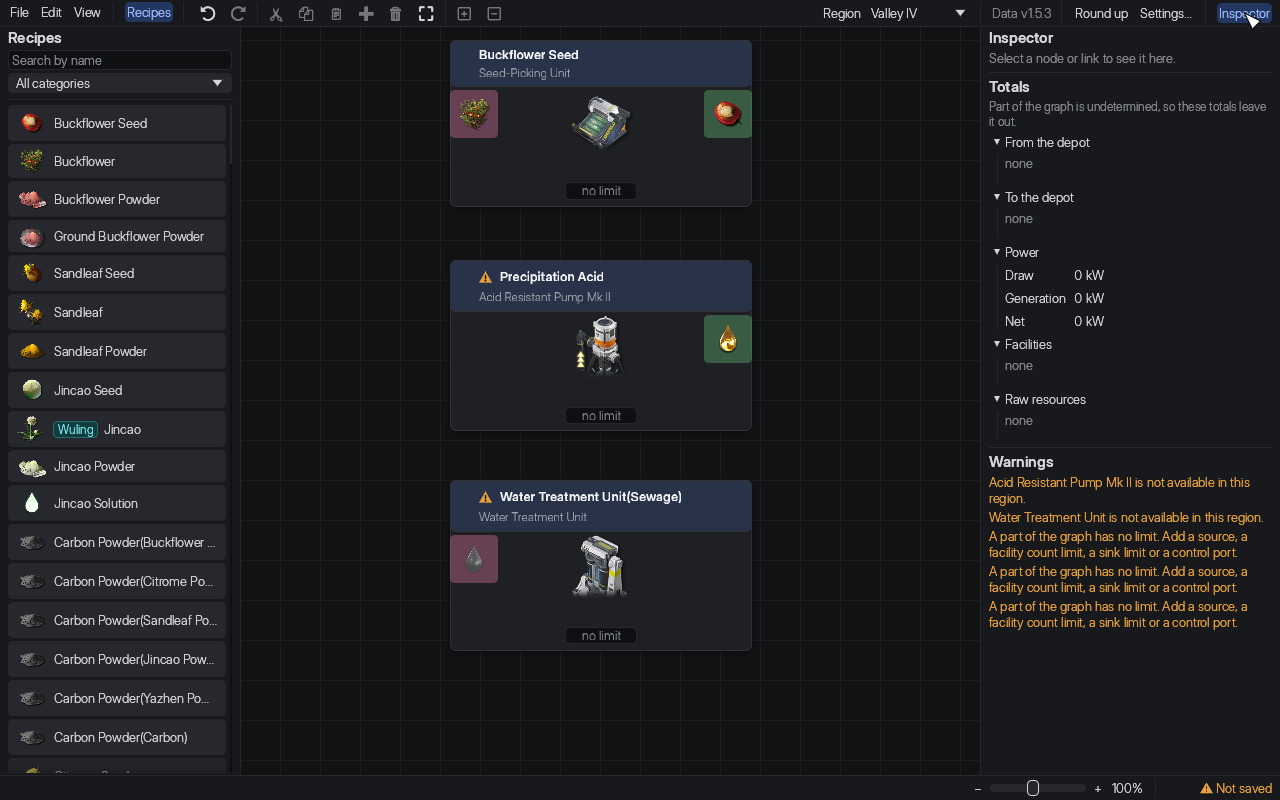 File Edit View Recipes
Region Valley IV
Data v1.5.3 Round up Settings... Inspector
Recipes
Search by name
All categories
Buckflower Seed
Buckflower
Buckflower Powder
Ground Buckflower Powder
Sandleaf Seed
Sandleaf
Sandleaf Powder
Jincao Seed
Wuling Jincao
Jincao Powder
Jincao Solution
Carbon Powder(Buckflower ...
Carbon Powder(Citrome Po...
Carbon Powder(Sandleaf Po...
Carbon Powder(Jincao Pow...
Carbon Powder(Yazhen Po...
Carbon Powder(Carbon)
Buckflower Seed
Seed-Picking Unit
no limit
Precipitation Acid
Acid Resistant Pump Mk II
no limit
Water Treatment Unit(Sewage)
Water Treatment Unit
no limit
Inspector
Select a node or link to see it here.
Totals
Part of the graph is undetermined, so these totals leave
it out.
From the depot
none
To the depot
none
Power
Draw 0 kW
Generation 0 kW
Net 0 kW
Facilities
none
Raw resources
none
Warnings
Acid Resistant Pump Mk II is not available in this
region.
Water Treatment Unit is not available in this region.
A part of the graph has no limit. Add a source, a
facility count limit, a sink limit or a control port.
A part of the graph has no limit. Add a source, a
facility count limit, a sink limit or a control port.
A part of the graph has no limit. Add a source, a
facility count limit, a sink limit or a control port.
− + 100% Not saved